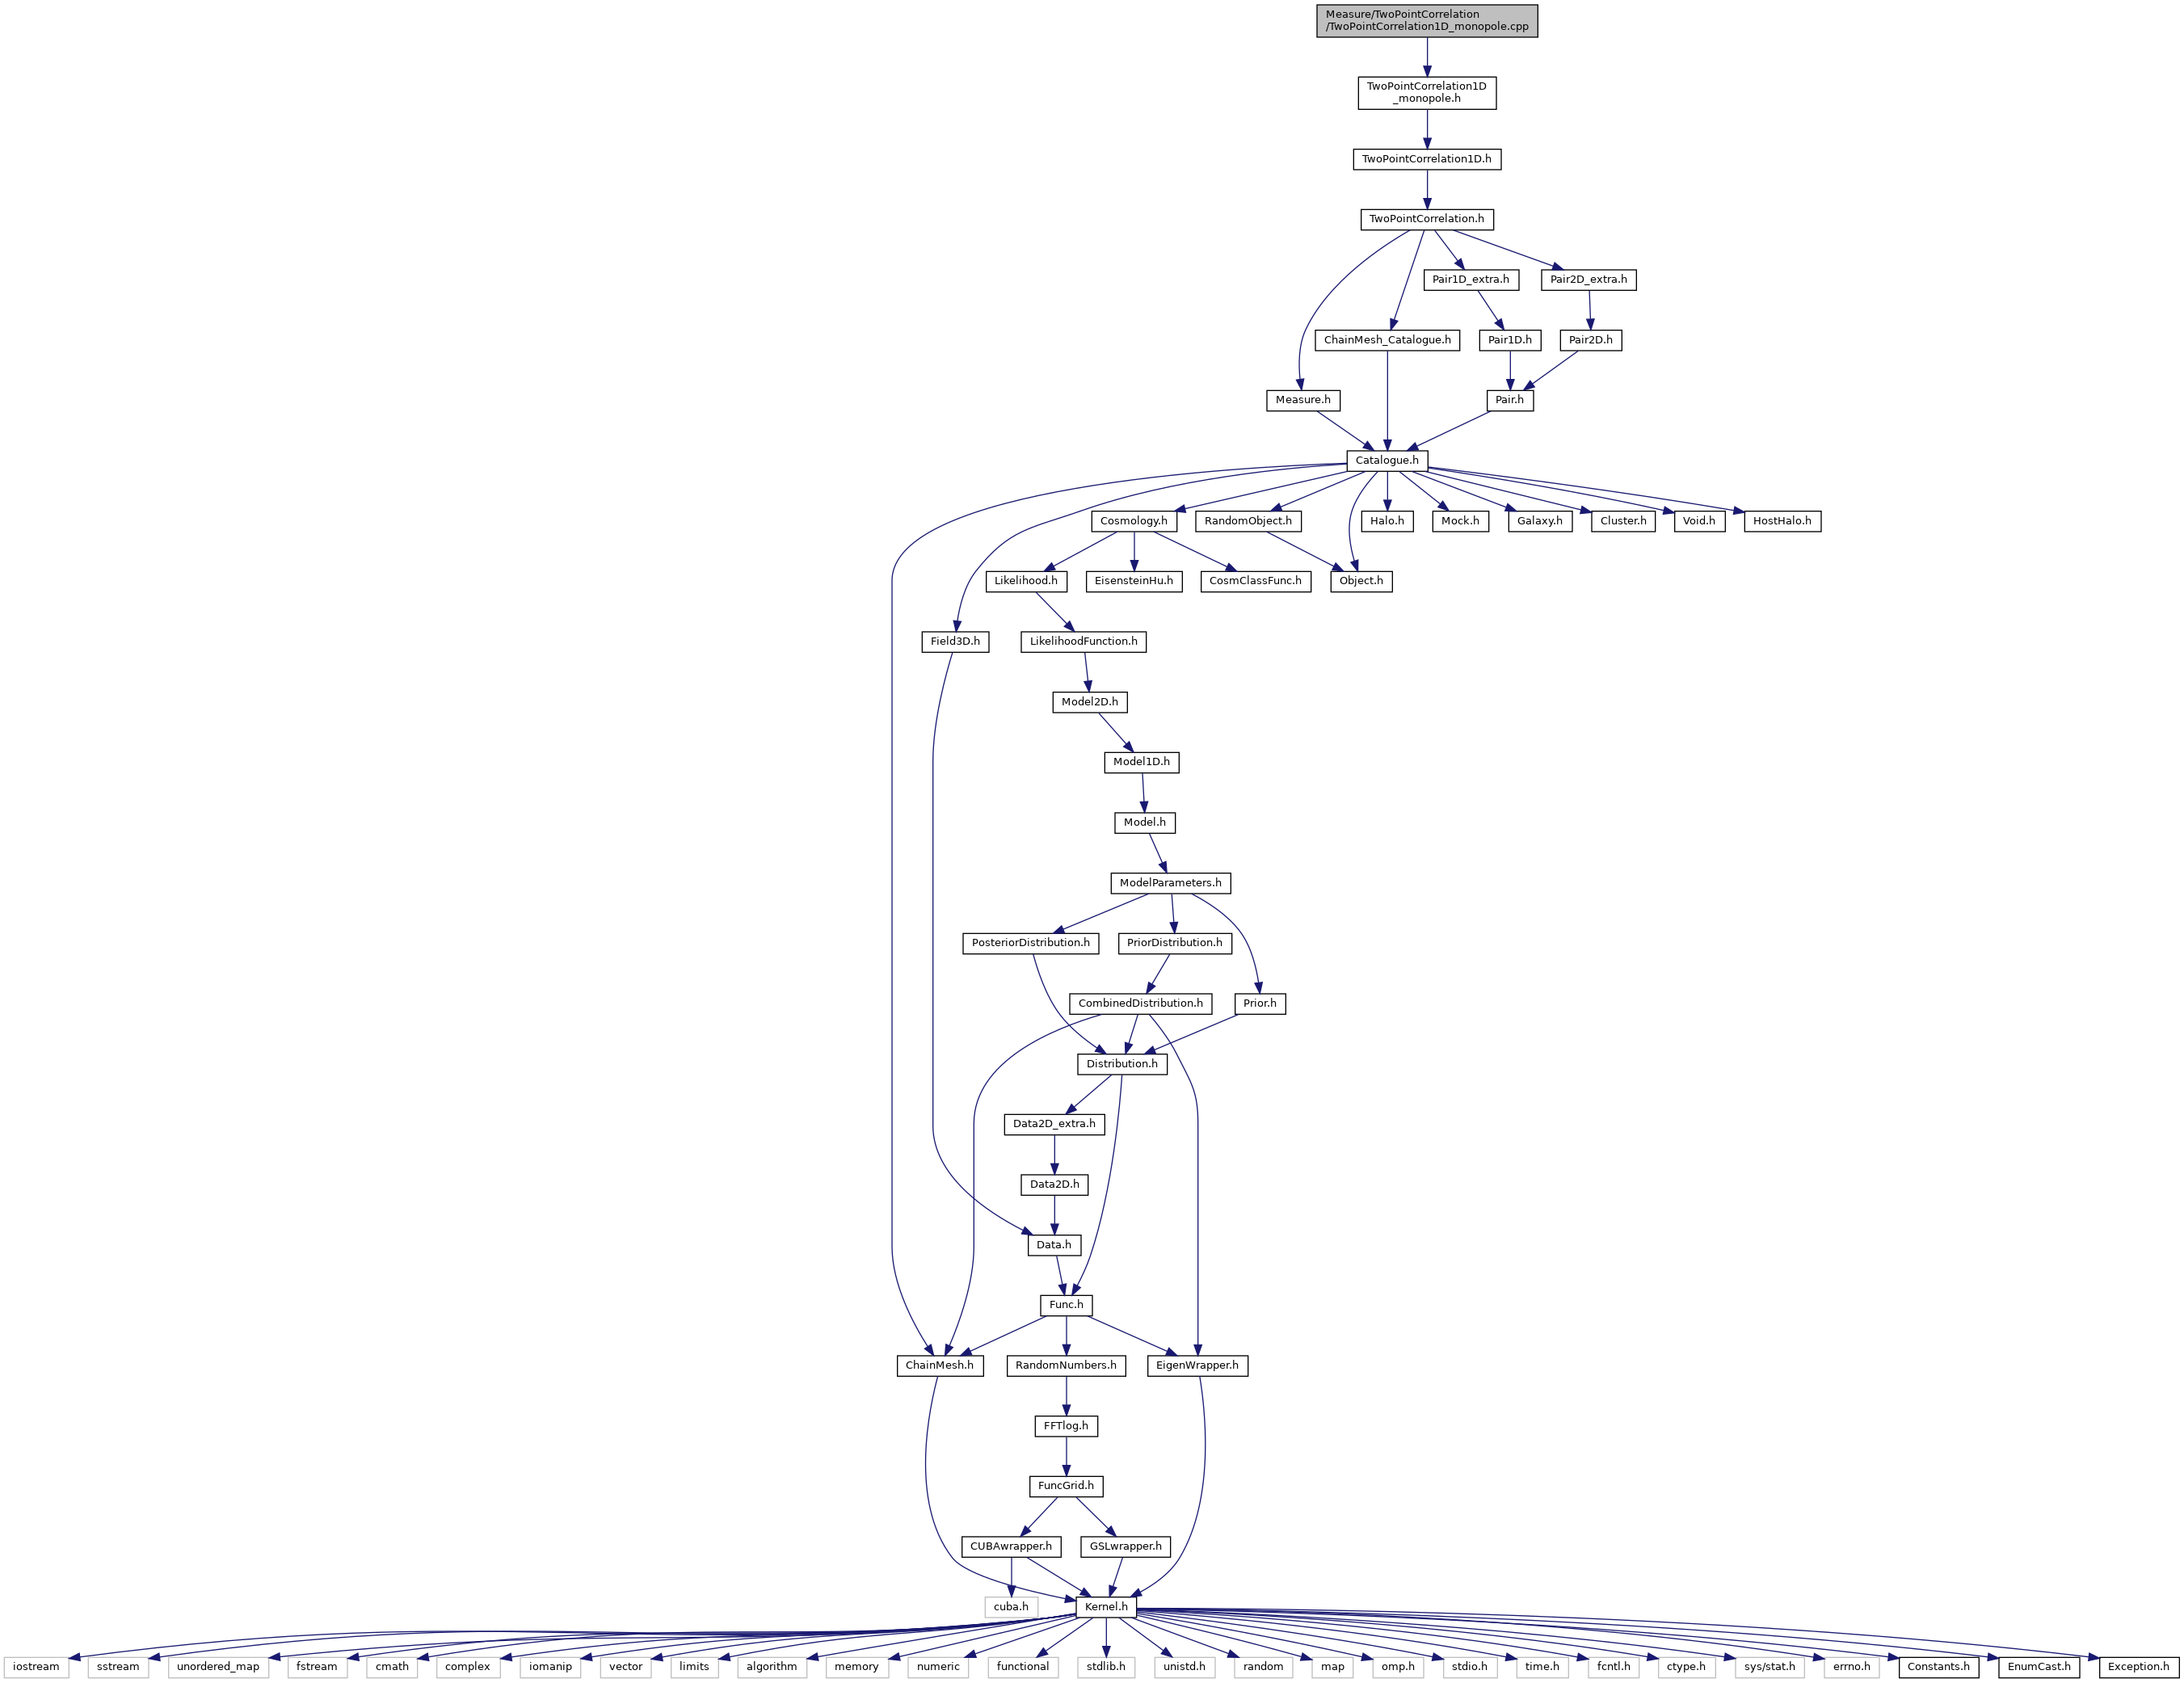 Measure/TwoPointCorrelation
/TwoPointCorrelation1D_monopole.cpp
TwoPointCorrelation1D
_monopole.h
TwoPointCorrelation1D.h
TwoPointCorrelation.h
Pair1D_extra.h
Pair2D_extra.h
ChainMesh_Catalogue.h
Pair1D.h
Pair2D.h
Measure.h
Pair.h
Catalogue.h
Cosmology.h
RandomObject.h
Halo.h
Mock.h
Galaxy.h
Cluster.h
Void.h
HostHalo.h
Likelihood.h
EisensteinHu.h
CosmClassFunc.h
Object.h
Field3D.h
LikelihoodFunction.h
Model2D.h
Model1D.h
Model.h
ModelParameters.h
PosteriorDistribution.h
PriorDistribution.h
CombinedDistribution.h
Prior.h
Distribution.h
Data2D_extra.h
Data2D.h
Data.h
Func.h
ChainMesh.h
RandomNumbers.h
EigenWrapper.h
FFTlog.h
FuncGrid.h
CUBAwrapper.h
GSLwrapper.h
cuba.h
Kernel.h
iostream
sstream
unordered_map
fstream
cmath
complex
iomanip
vector
limits
algorithm
memory
numeric
functional
stdlib.h
unistd.h
random
map
omp.h
stdio.h
time.h
fcntl.h
ctype.h
sys/stat.h
errno.h
Constants.h
EnumCast.h
Exception.h